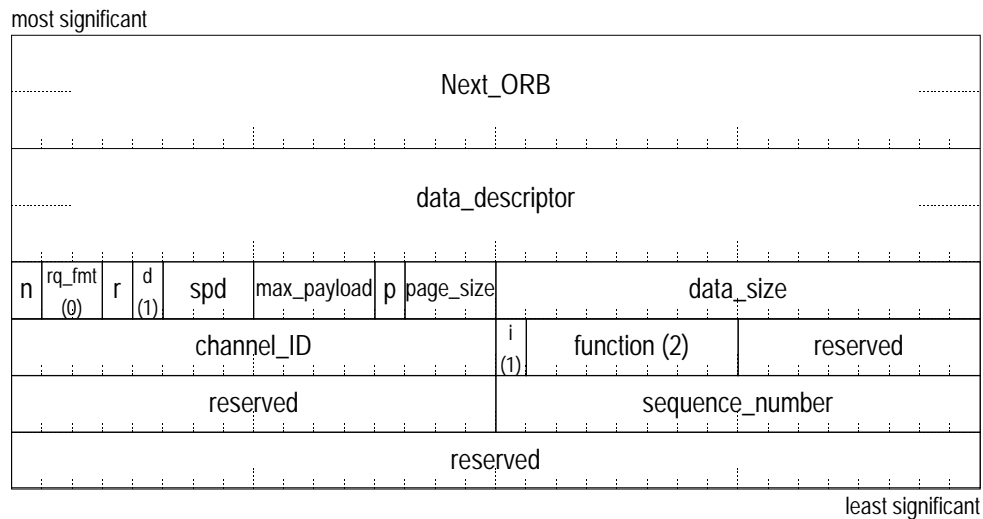 most significant
Next_ORB
data_descriptor
n rq_fmt (0) r d (1) spd max_payload p page_size data_size
channel_ID i (1) function (2) reserved
reserved sequence_number
reserved
least significant